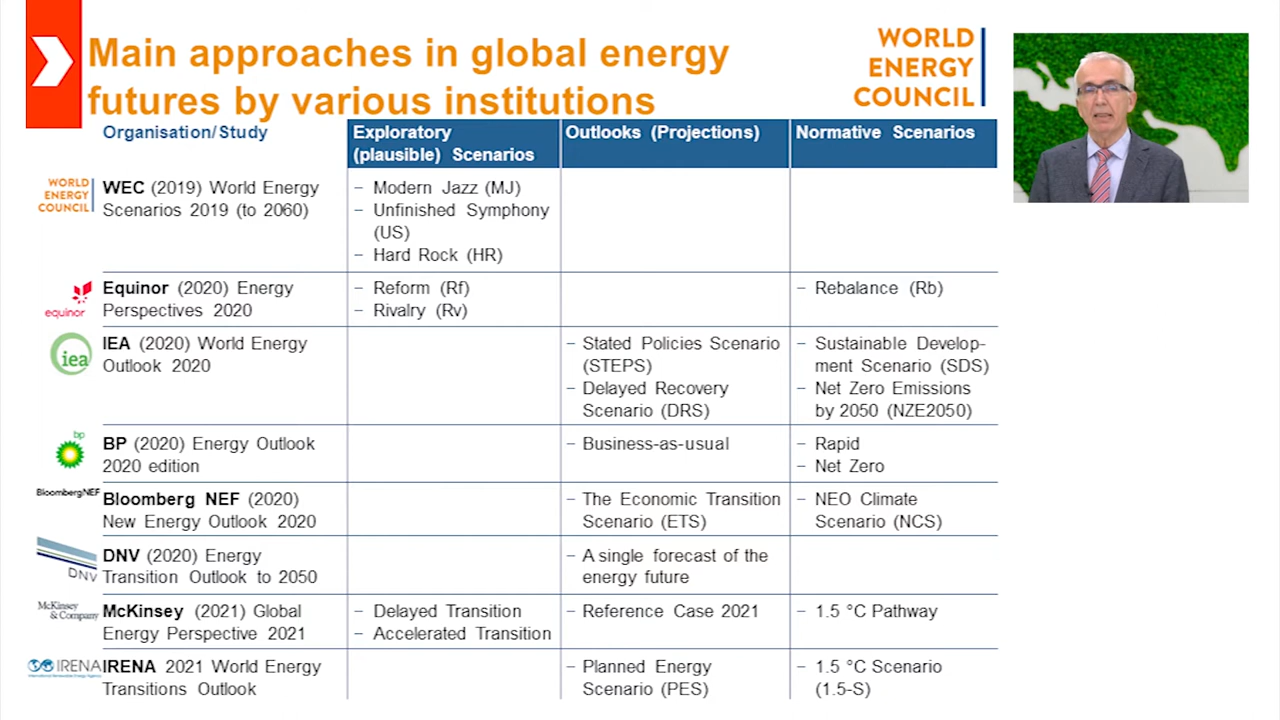 Main approaches in global energy
futures by various institutions
WORLD
ENERGY
COUNCIL
Organisation/Study
Exploratory
(plausible) Scenarios
Outlooks (Projections)
Normative Scenarios
WORLD
ENERGY
COUNCIL
WEC (2019) World Energy
Scenarios 2019 (to 2060)
– Modern Jazz (MJ)
– Unfinished Symphony
(US)
– Hard Rock (HR)
equinor
Equinor (2020) Energy
Perspectives 2020
– Reform (Rf)
– Rivalry (Rv)
– Rebalance (Rb)
iea
IEA (2020) World Energy
Outlook 2020
– Stated Policies Scenario
(STEPS)
– Delayed Recovery
Scenario (DRS)
– Sustainable Develop-
ment Scenario (SDS)
– Net Zero Emissions
by 2050 (NZE2050)
bp
BP (2020) Energy Outlook
2020 edition
– Business-as-usual
– Rapid
– Net Zero
BloombergNEF
Bloomberg NEF (2020)
New Energy Outlook 2020
– The Economic Transition
Scenario (ETS)
– NEO Climate
Scenario (NCS)
DNV
DNV (2020) Energy
Transition Outlook to 2050
– A single forecast of the
energy future
McKinsey
& Company
McKinsey (2021) Global
Energy Perspective 2021
– Delayed Transition
– Accelerated Transition
– Reference Case 2021
– 1.5 °C Pathway
IRENA
International Renewable Energy Agency
IRENA 2021 World Energy
Transitions Outlook
– Planned Energy
Scenario (PES)
– 1.5 °C Scenario
(1.5-S)